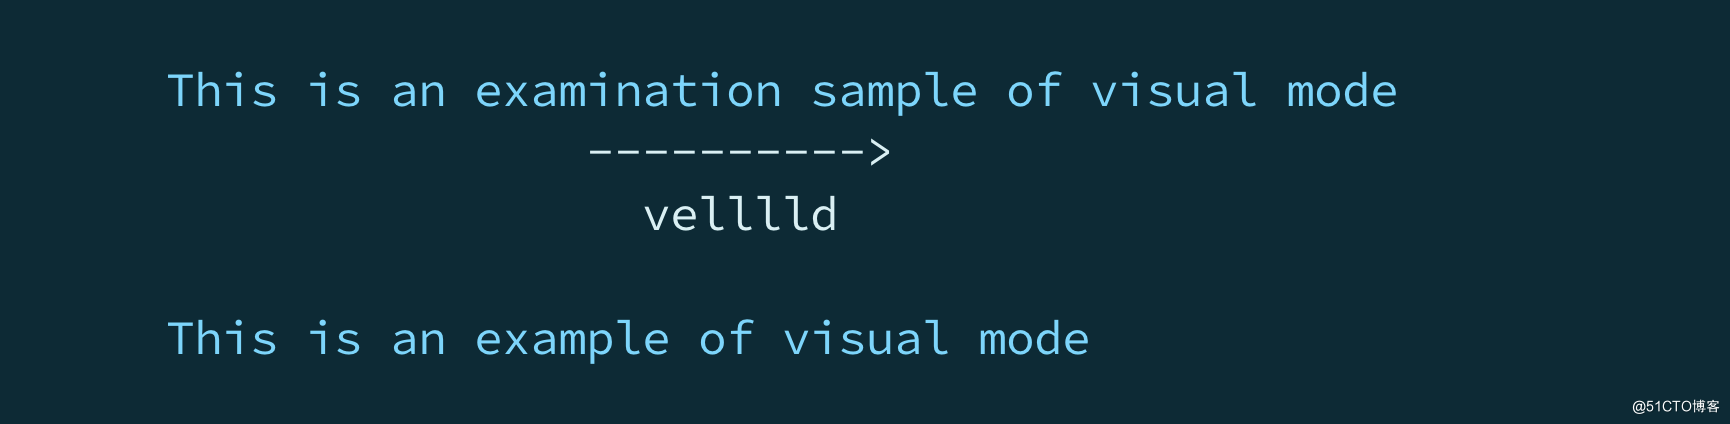 This is an examination sample of visual mode
---------->
velllld
This is an example of visual mode
@51CTO博客